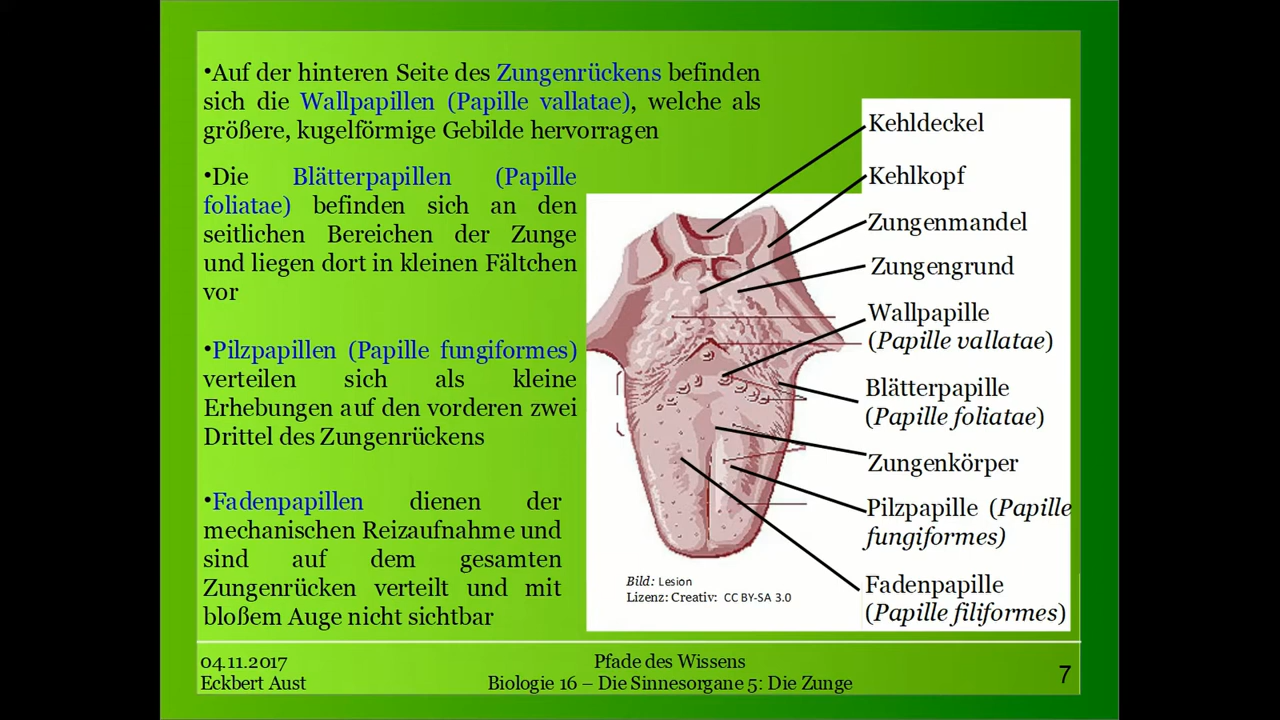 •Auf der hinteren Seite des Zungenrückens befinden
sich die Wallpapillen (Papille vallatae), welche als
größere, kugelförmige Gebilde hervorragen
•Die Blätterpapillen (Papille
foliatae) befinden sich an den
seitlichen Bereichen der Zunge
und liegen dort in kleinen Fältchen
vor
•Pilzpapillen (Papille fungiformes)
verteilen sich als kleine
Erhebungen auf den vorderen zwei
Drittel des Zungenrückens
•Fadenpapillen dienen der
mechanischen Reizaufnahme und
sind auf dem gesamten
Zungenrücken verteilt und mit
bloßem Auge nicht sichtbar
Kehldeckel
Kehlkopf
Zungenmandel
Zungengrund
Wallpapille
(Papille vallatae)
Blätterpapille
(Papille foliatae)
Zungenkörper
Pilzpapille (Papille
fungiformes)
Fadenpapille
(Papille filiformes)
Bild: Lesion
Lizenz: Creativ: CC BY-SA 3.0
04.11.2017
Eckbert Aust
Pfade des Wissens
Biologie 16 – Die Sinnesorgane 5: Die Zunge
7